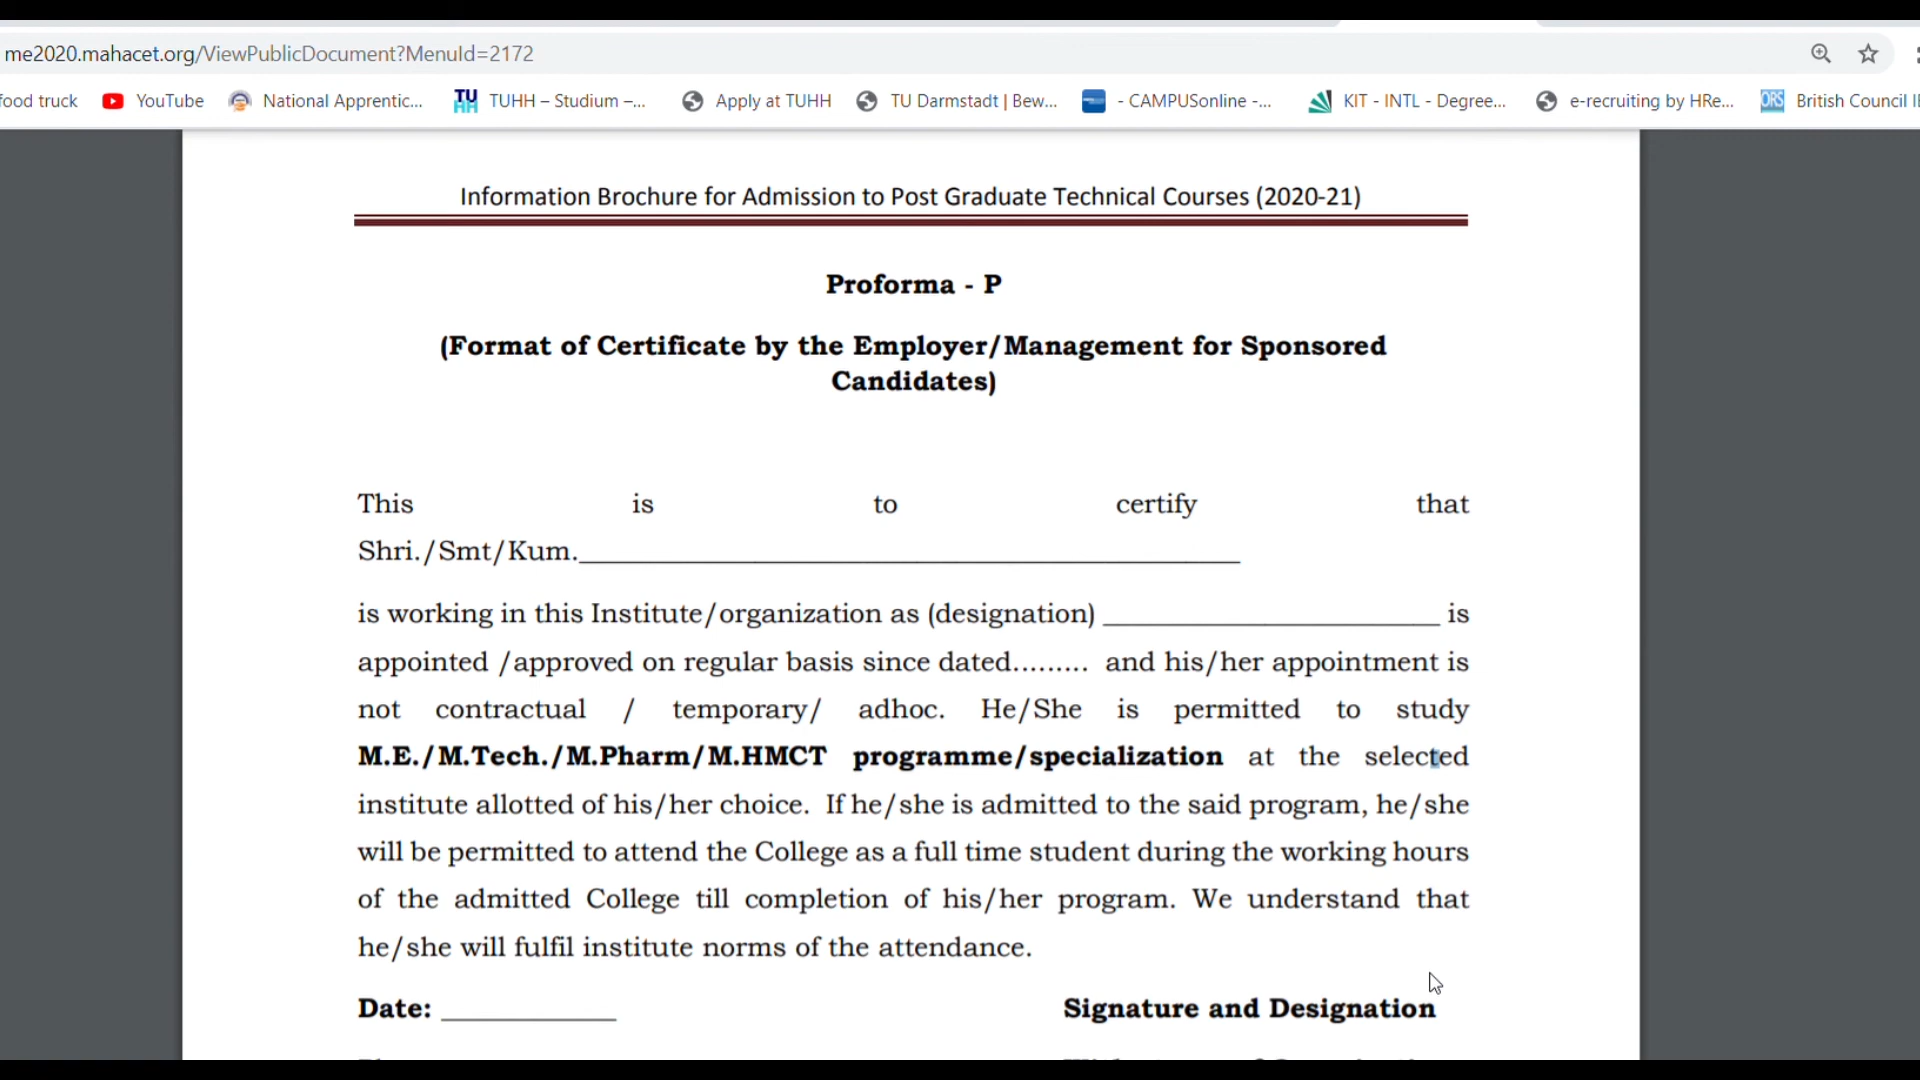 me2020.mahacet.org/ViewPublicDocument?MenuId=2172
food truck YouTube National Apprentic... TUHH – Studium –... Apply at TUHH TU Darmstadt | Bew... - CAMPUSonline -... KIT - INTL - Degree... e-recruiting by HRe... British Council
Information Brochure for Admission to Post Graduate Technical Courses (2020-21)
Proforma - P
(Format of Certificate by the Employer/Management for Sponsored
Candidates)
This is to certify that
Shri./Smt/Kum.____________________________________________
is working in this Institute/organization as (designation) ______________________ is
appointed /approved on regular basis since dated......... and his/her appointment is
not contractual / temporary/ adhoc. He/She is permitted to study
M.E./M.Tech./M.Pharm/M.HMCT programme/specialization at the selected
institute allotted of his/her choice. If he/she is admitted to the said program, he/she
will be permitted to attend the College as a full time student during the working hours
of the admitted College till completion of his/her program. We understand that
he/she will fulfil institute norms of the attendance.
Date: ____________ Signature and Designation